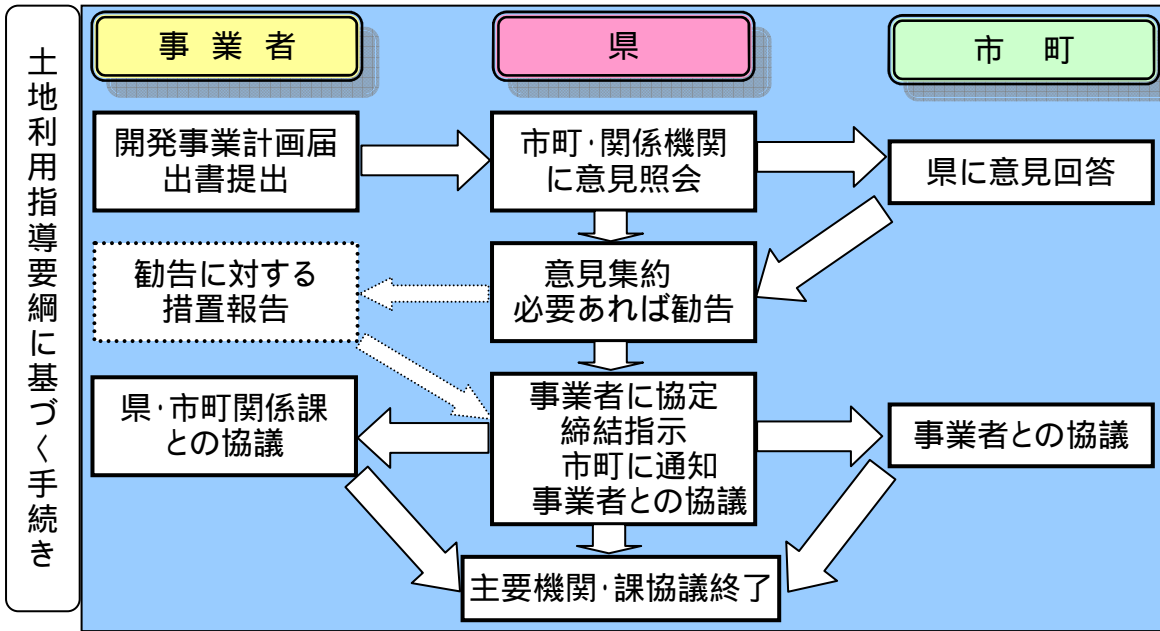 土地利用指導要綱に基づく手続き
事 業 者
県
市 町
開発事業計画届
出書提出
市町・関係機関
に意見照会
県に意見回答
勧告に対する
措置報告
意見集約
必要あれば勧告
県・市町関係課
との協議
事業者に協定
締結指示
市町に通知
事業者との協議
事業者との協議
主要機関・課協議終了